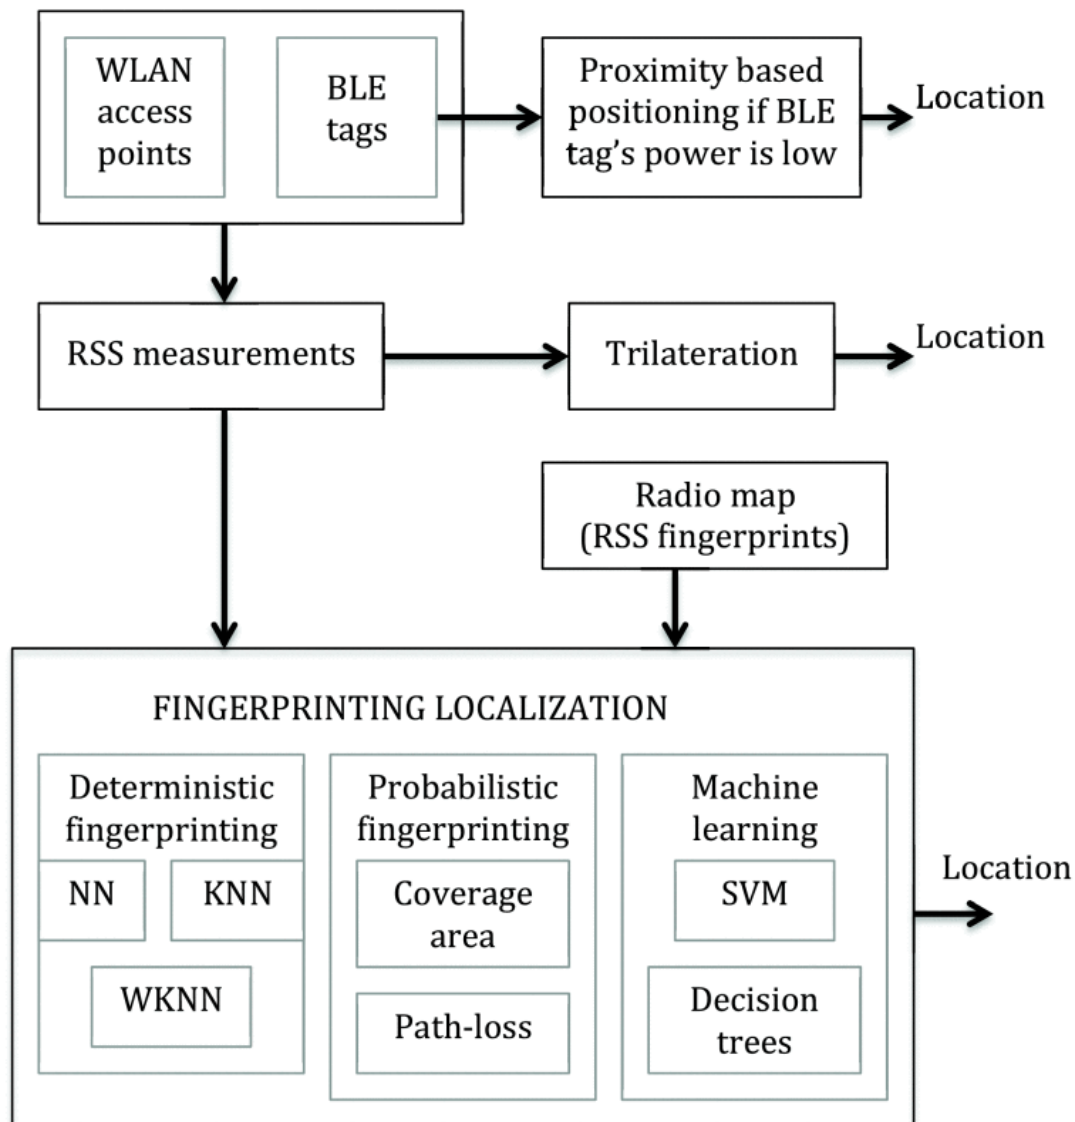 WLAN
access
points
BLE
tags
Proximity based
positioning if BLE
tag’s power is low
Location
RSS measurements
Trilateration
Location
Radio map
(RSS fingerprints)
FINGERPRINTING LOCALIZATION
Deterministic
fingerprinting
NN
KNN
WKNN
Probabilistic
fingerprinting
Coverage
area
Path-loss
Machine
learning
SVM
Decision
trees
Location